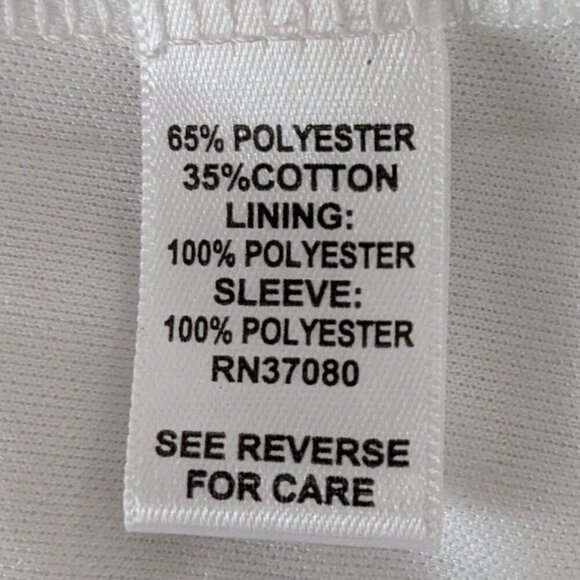 65% POLYESTER
35%COTTON
LINING:
100% POLYESTER
SLEEVE:
100% POLYESTER
RN37080
SEE REVERSE
FOR CARE